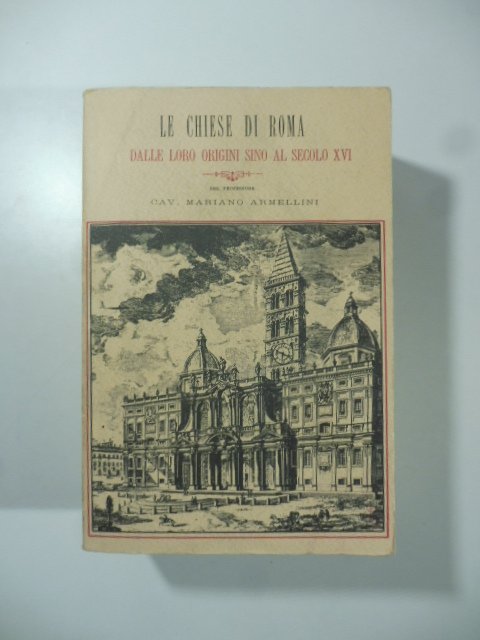 LE CHIESE DI ROMA
DALLE LORO ORIGINI SINO AL SECOLO XVI
DEL PROFESSORE
CAV. MARIANO ARMELLINI